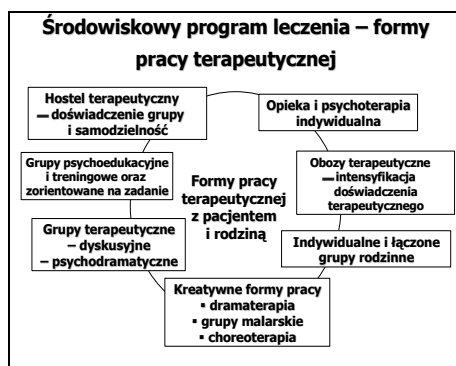 Środowiskowy program leczenia – formy
pracy terapeutycznej
Hostel terapeutyczny
— doświadczenie grupy
i samodzielność
Opieka i psychoterapia
indywidualna
Grupy psychoedukacyjne
i treningowe oraz
zorientowane na zadanie
Formy pracy
terapeutycznej
z pacjentem
i rodziną
Obozy terapeutyczne
— intensyfikacja
doświadczenia
terapeutycznego
Grupy terapeutyczne
– dyskusyjne
– psychodramatyczne
Indywidualne i łączone
grupy rodzinne
Kreatywne formy pracy
▪ dramaterapia
▪ grupy malarskie
▪ choreoterapia